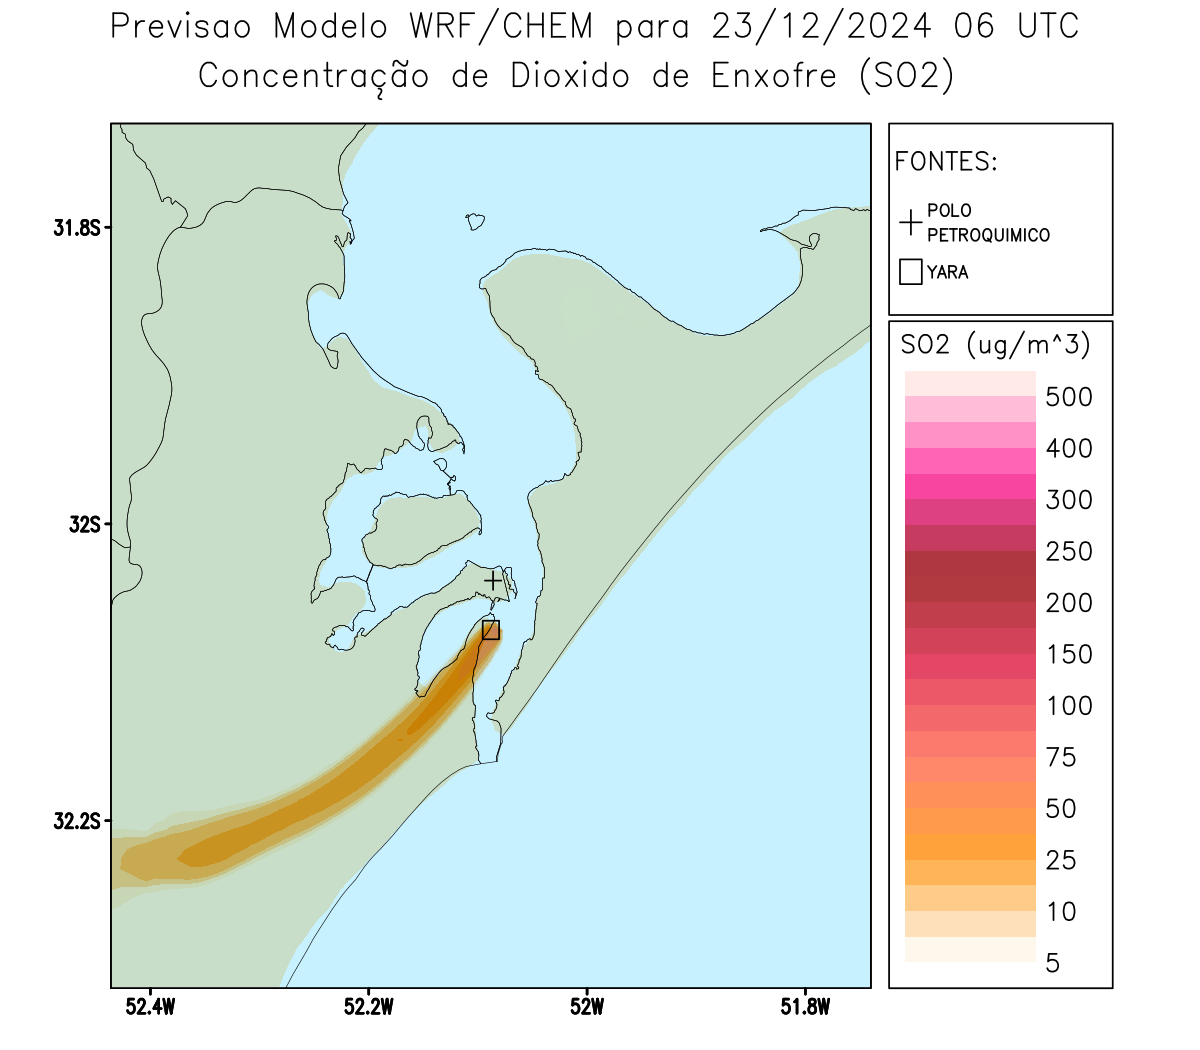 Previsao Modelo WRF/CHEM para 23/12/2024 06 UTC
Concentração de Dioxido de Enxofre (SO2)
FONTES:
POLO
PETROQUIMICO
YARA
31.8S
32S
32.2S
52.4W
52.2W
52W
51.8W
SO2 (ug/m^3)
500
400
300
250
200
150
100
75
50
25
10
5